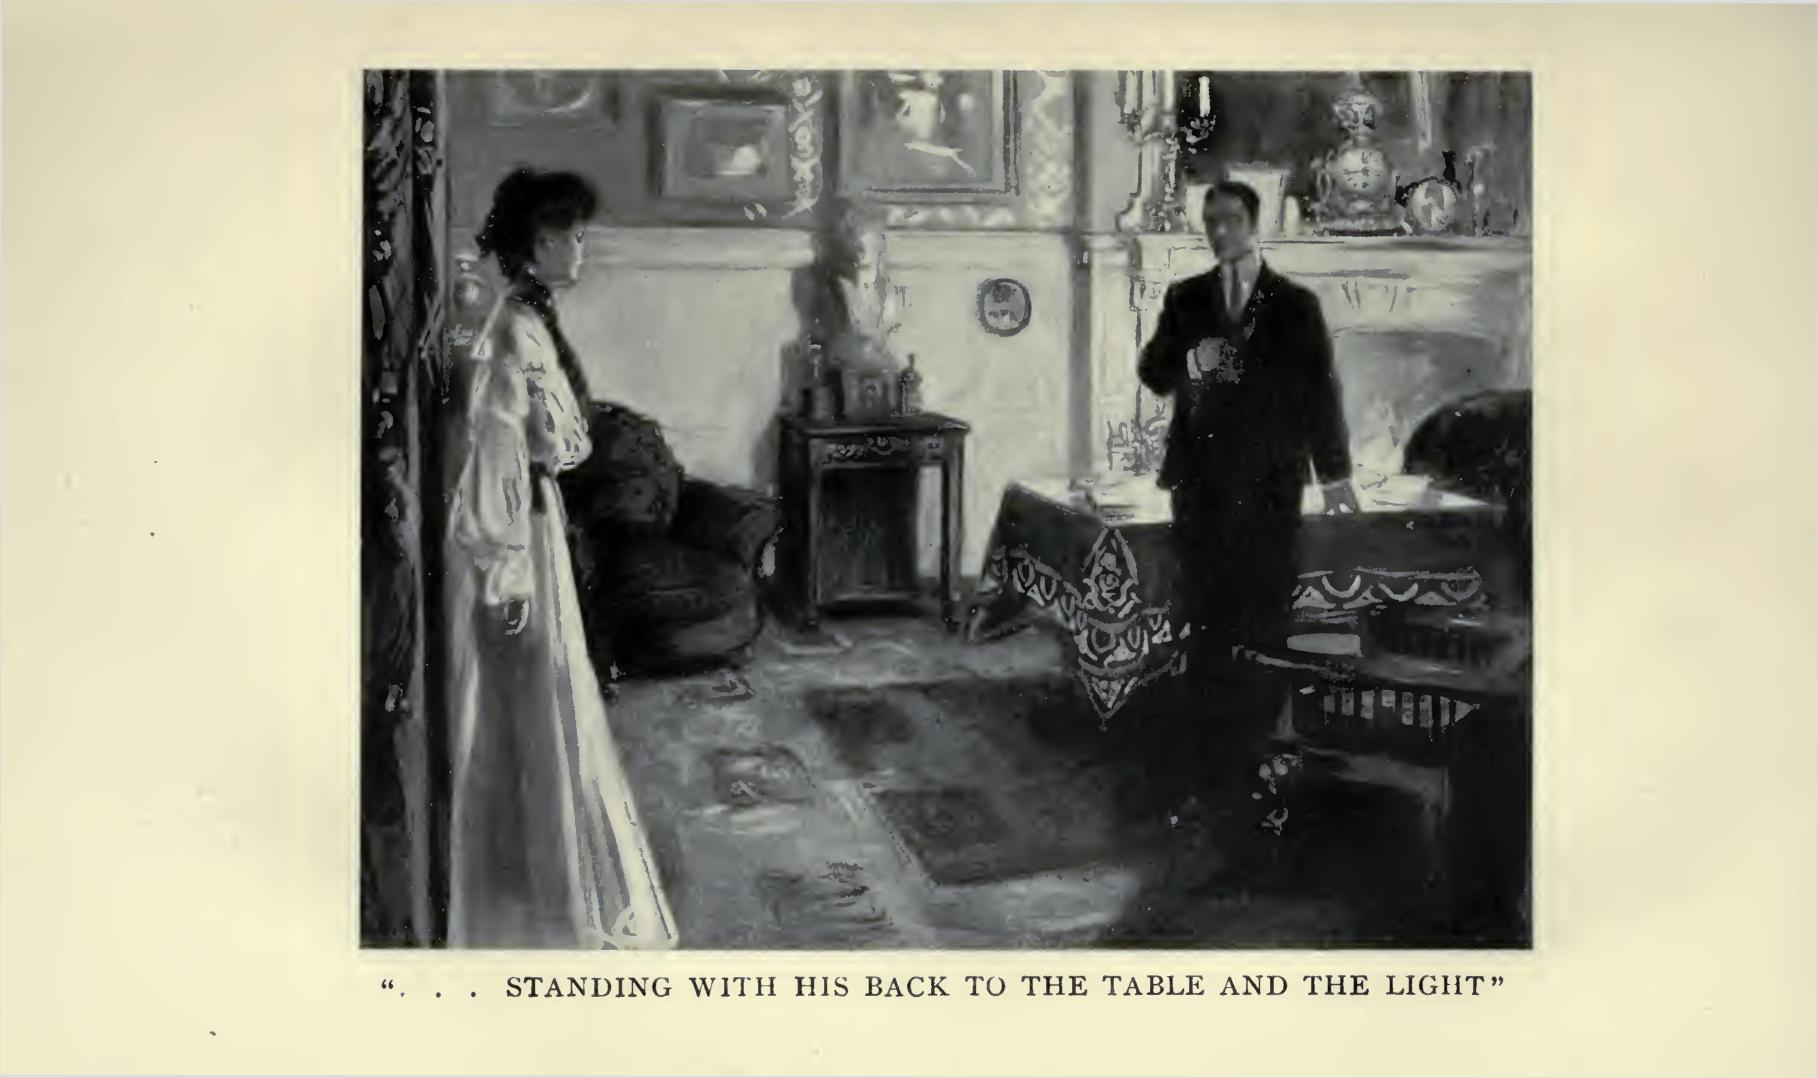 “. . . STANDING WITH HIS BACK TO THE TABLE AND THE LIGHT”